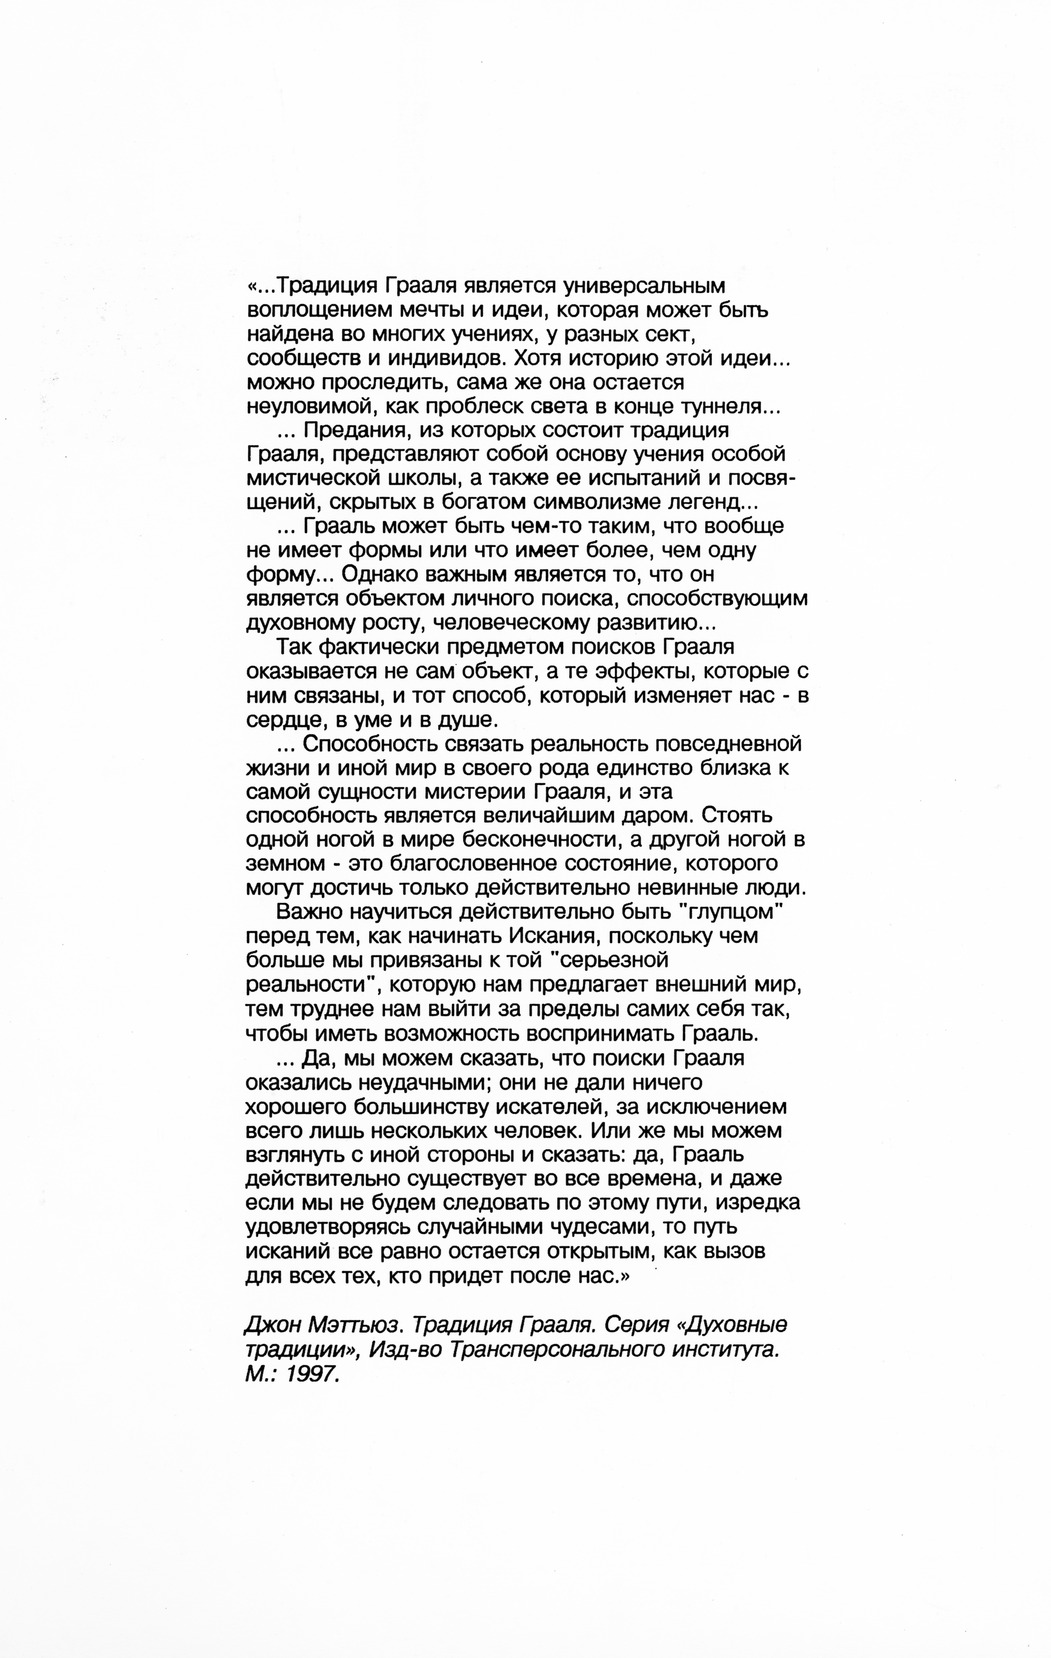 «...Традиция Грааля является универсальным
воплощением мечты и идеи, которая может быть
найдена во многих учениях, у разных сект,
сообществ и индивидов. Хотя историю этой идеи...
можно проследить, сама же она остается
неуловимой, как проблеск света в конце туннеля...
... Предания, из которых состоит традиция
Грааля, представляют собой основу учения особой
мистической школы, а также ее испытаний и посвя-
щений, скрытых в богатом символизме легенд...
... Грааль может быть чем-то таким, что вообще
не имеет формы или что имеет более, чем одну
форму... Однако важным является то, что он
является объектом личного поиска, способствующим
духовному росту, человеческому развитию...
Так фактически предметом поисков Грааля
оказывается не сам объект, а те эффекты, которые с
ним связаны, и тот способ, который изменяет нас - в
сердце, в уме и в душе.
... Способность связать реальность повседневной
жизни и иной мир в своего рода единство близка к
самой сущности мистерии Грааля, и эта
способность является величайшим даром. Стоять
одной ногой в мире бесконечности, а другой ногой в
земном - это благословенное состояние, которого
могут достичь только действительно невинные люди.
Важно научиться действительно быть "глупцом"
перед тем, как начинать Искания, поскольку чем
больше мы привязаны к той "серьезной
реальности", которую нам предлагает внешний мир,
тем труднее нам выйти за пределы самих себя так,
чтобы иметь возможность воспринимать Грааль.
... Да, мы можем сказать, что поиски Грааля
оказались неудачными; они не дали ничего
хорошего большинству искателей, за исключением
всего лишь нескольких человек. Или же мы можем
взглянуть с иной стороны и сказать: да, Грааль
действительно существует во все времена, и даже
если мы не будем следовать по этому пути, изредка
удовлетворяясь случайными чудесами, то путь
исканий все равно остается открытым, как вызов
для всех тех, кто придет после нас.»
Джон Мэттьюз. Традиция Грааля. Серия «Духовные
традиции», Изд-во Трансперсонального института.
М.: 1997.